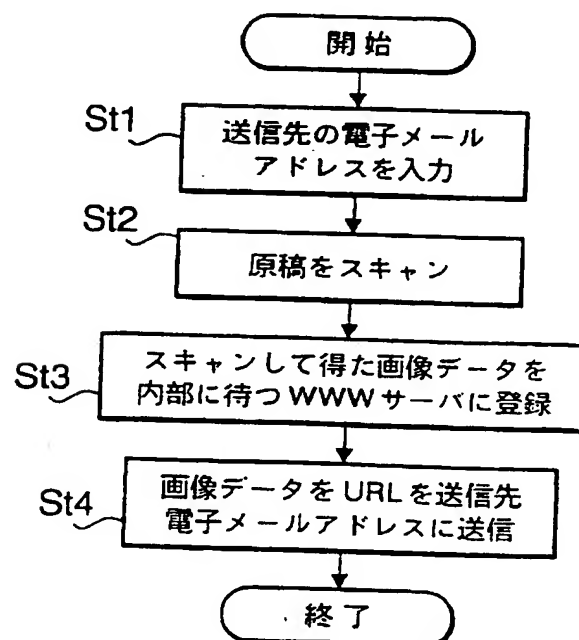 開始
St1
送信先の電子メール
アドレスを入力
St2
原稿をスキャン
St3
スキャンして得た画像データを
内部に待つWWWサーバに登録
St4
画像データをURLを送信先
電子メールアドレスに送信
終了